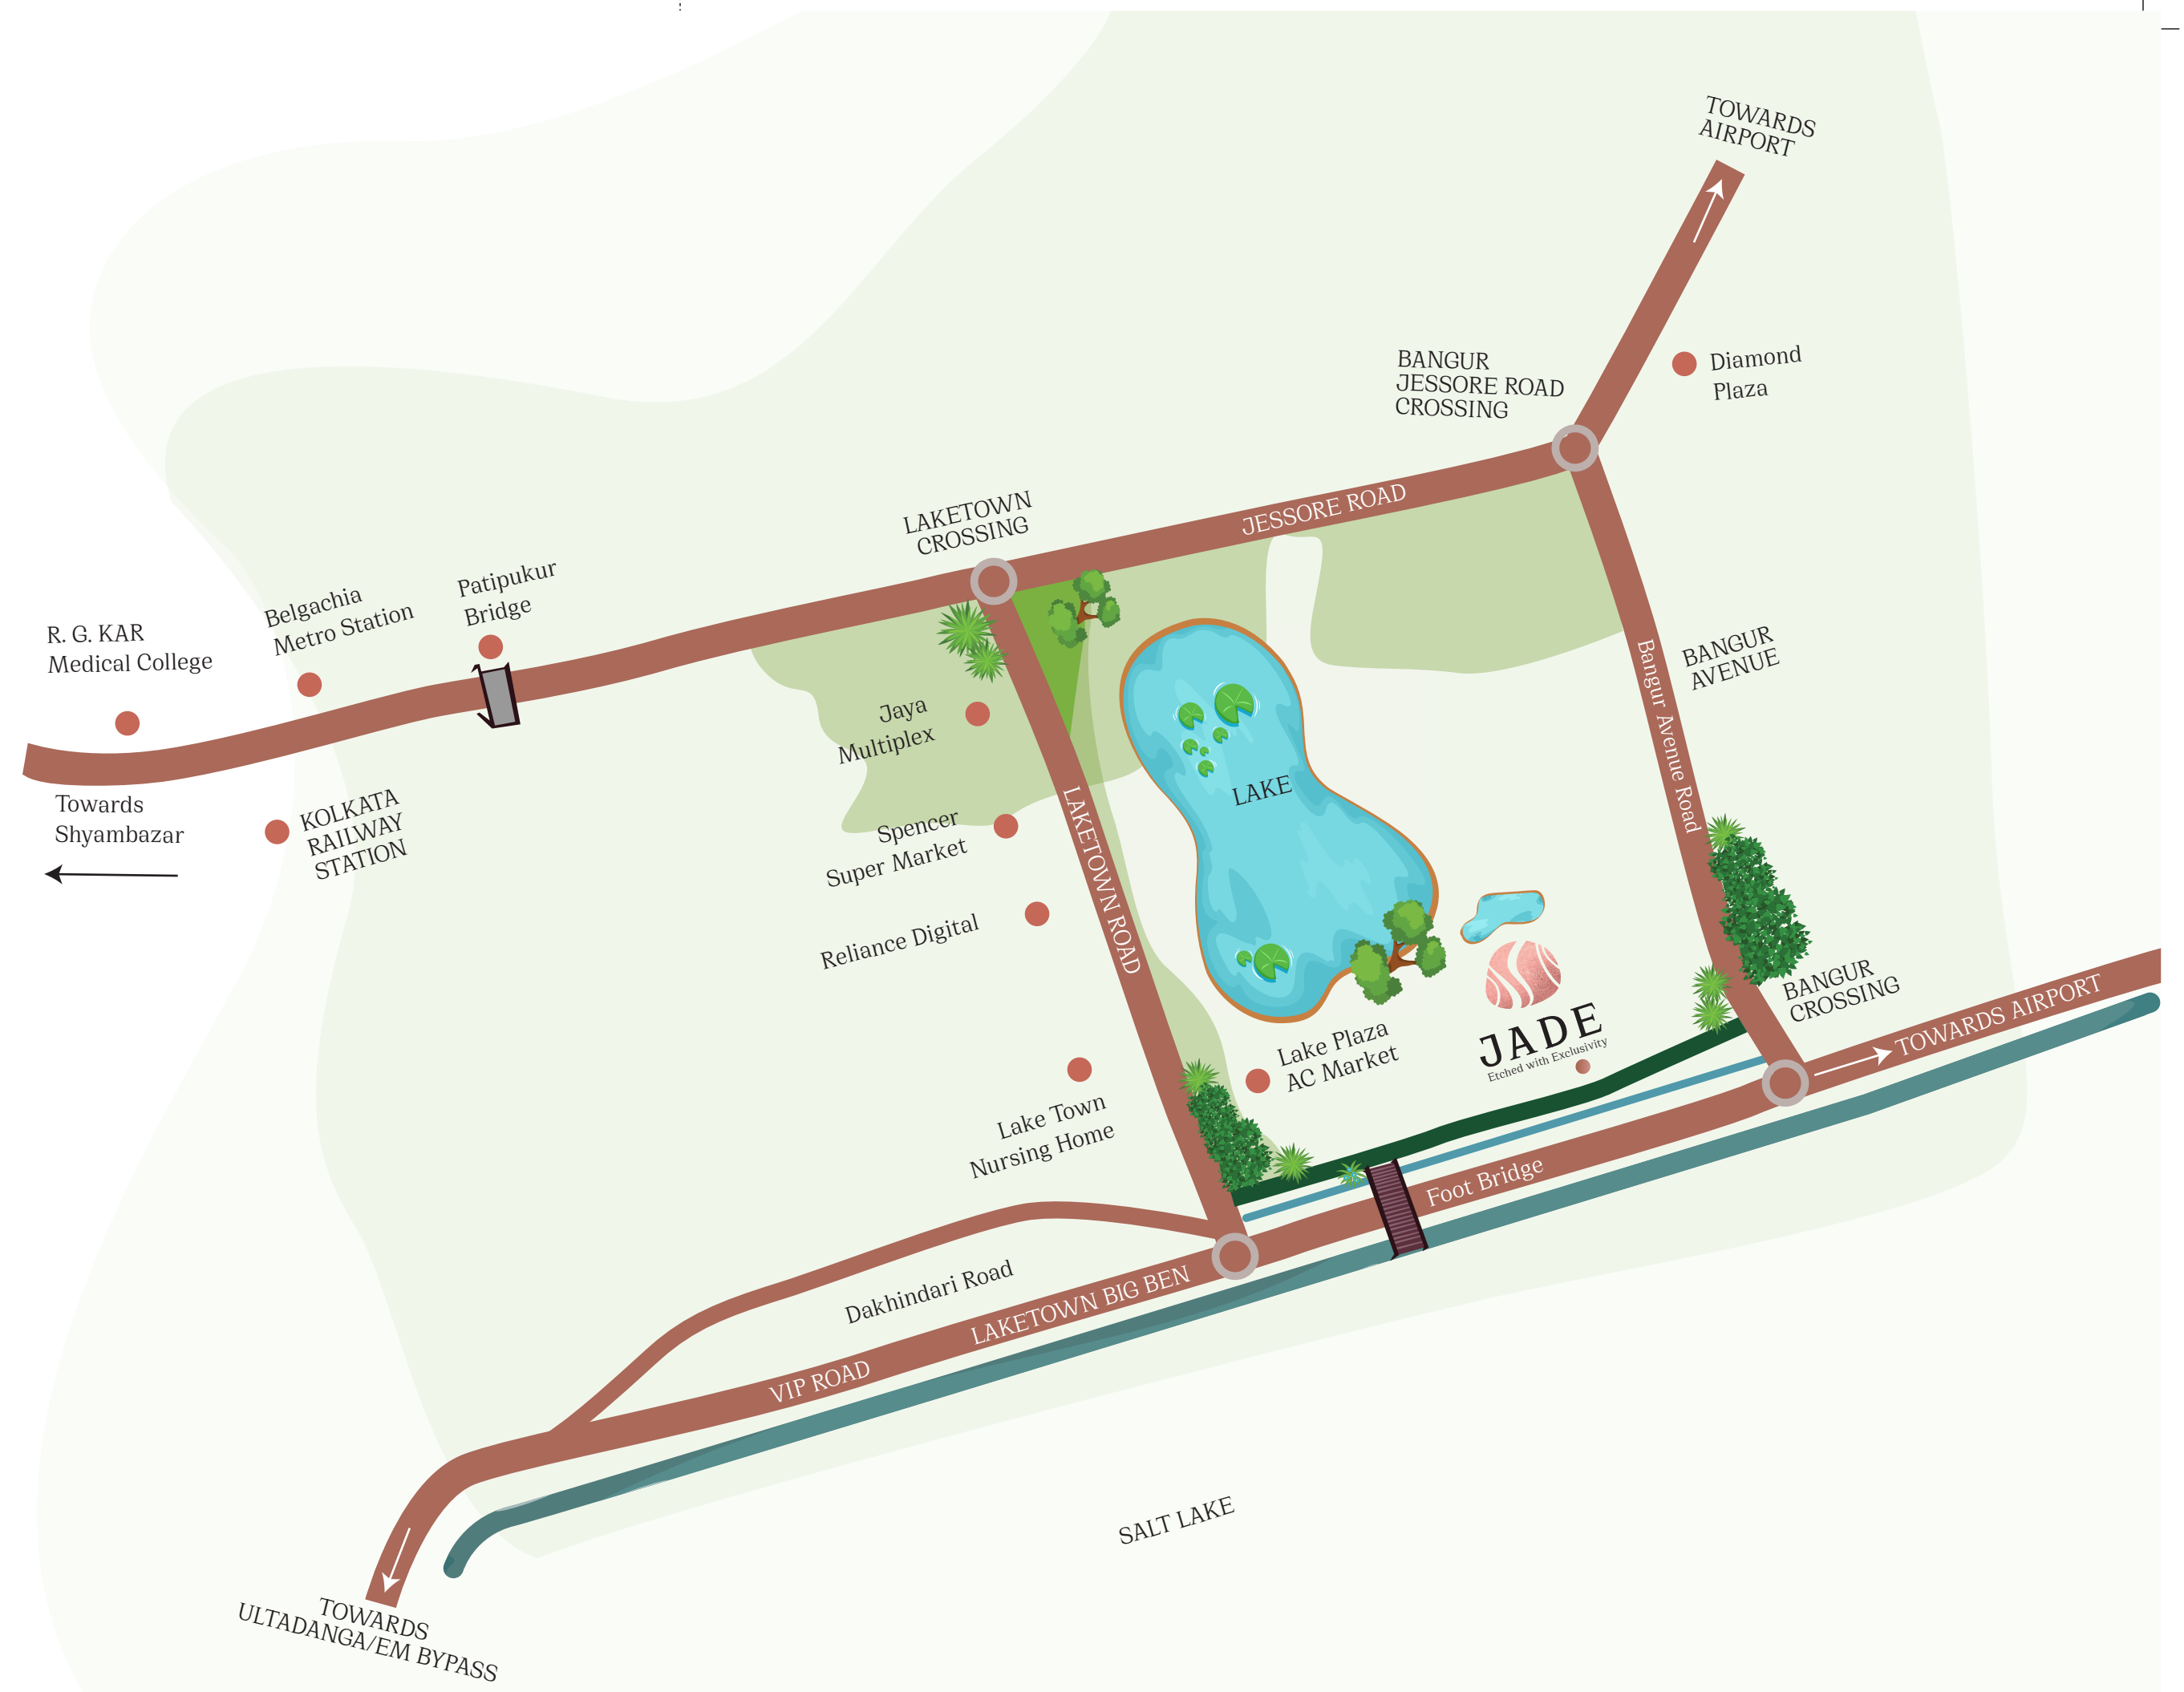 TOWARDS
AIRPORT
BANGUR
JESSORE ROAD
CROSSING
Diamond
Plaza
LAKETOWN
CROSSING
JESSORE ROAD
Patipukur
Bridge
Belgachia
Metro Station
R. G. KAR
Medical College
Towards
Shyambazar
KOLKATA
RAILWAY
STATION
Jaya
Multiplex
BANGUR
AVENUE
Bangur Avenue Road
LAKE
LAKETOWN ROAD
Spencer
Super Market
Reliance Digital
Lake Plaza
AC Market
JADE
Etched with Exclusivity
BANGUR
CROSSING
TOWARDS AIRPORT
Lake Town
Nursing Home
Foot Bridge
Dakhindari Road
LAKETOWN BIG BEN
VIP ROAD
SALT LAKE
TOWARDS
ULTADANGA/EM BYPASS